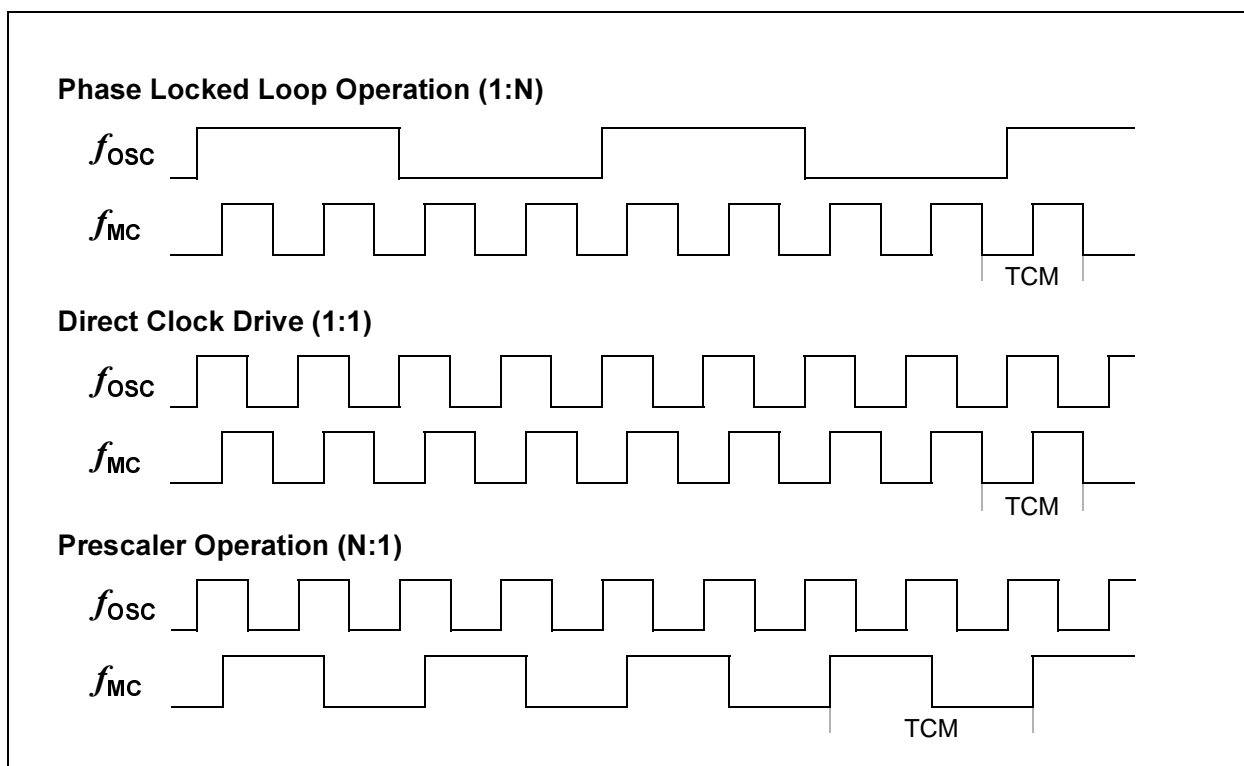 Phase Locked Loop Operation (1:N)
fOSC
fMC
TCM
Direct Clock Drive (1:1)
fOSC
fMC
TCM
Prescaler Operation (N:1)
fOSC
fMC
TCM